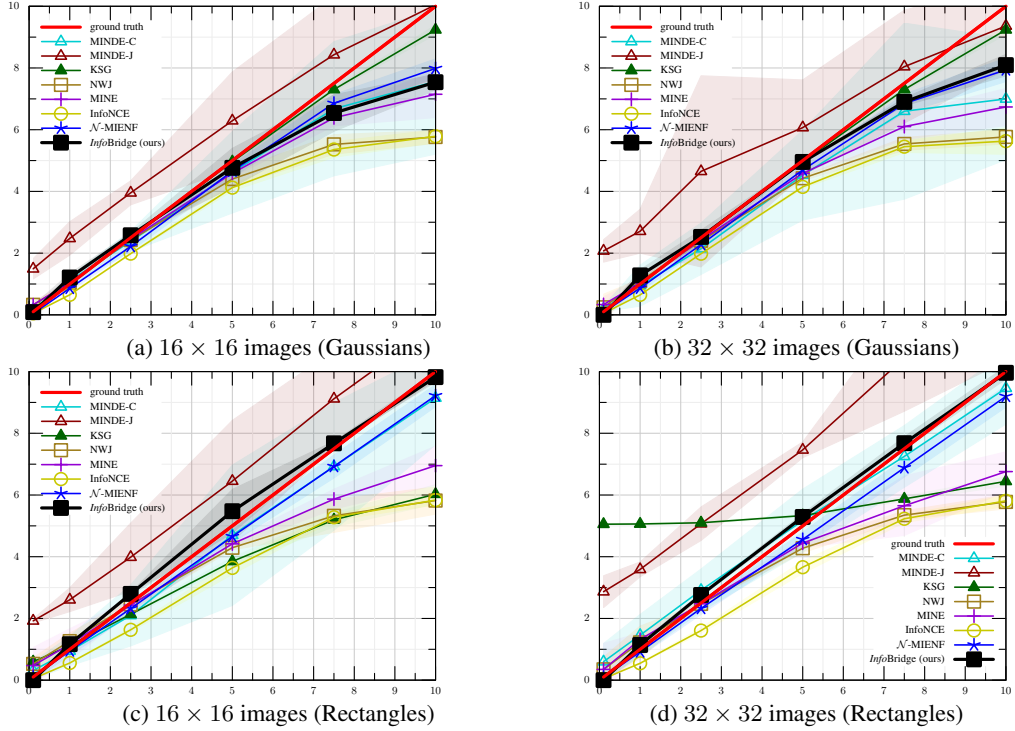 10
8
6
4
2
0
ground truth
MINDE-C
MINDE-J
KSG
NWJ
MINE
InfoNCE
𝒩-MIENF
InfoBridge (ours)
0 1 2 3 4 5 6 7 8 9 10
(a) 16 × 16 images (Gaussians)
10
8
6
4
2
0
ground truth
MINDE-C
MINDE-J
KSG
NWJ
MINE
InfoNCE
𝒩-MIENF
InfoBridge (ours)
0 1 2 3 4 5 6 7 8 9 10
(b) 32 × 32 images (Gaussians)
10
8
6
4
2
0
ground truth
MINDE-C
MINDE-J
KSG
NWJ
MINE
InfoNCE
𝒩-MIENF
InfoBridge (ours)
0 1 2 3 4 5 6 7 8 9 10
(c) 16 × 16 images (Rectangles)
10
8
6
4
2
0
ground truth
MINDE-C
MINDE-J
KSG
NWJ
MINE
InfoNCE
𝒩-MIENF
InfoBridge (ours)
0 1 2 3 4 5 6 7 8 9 10
(d) 32 × 32 images (Rectangles)